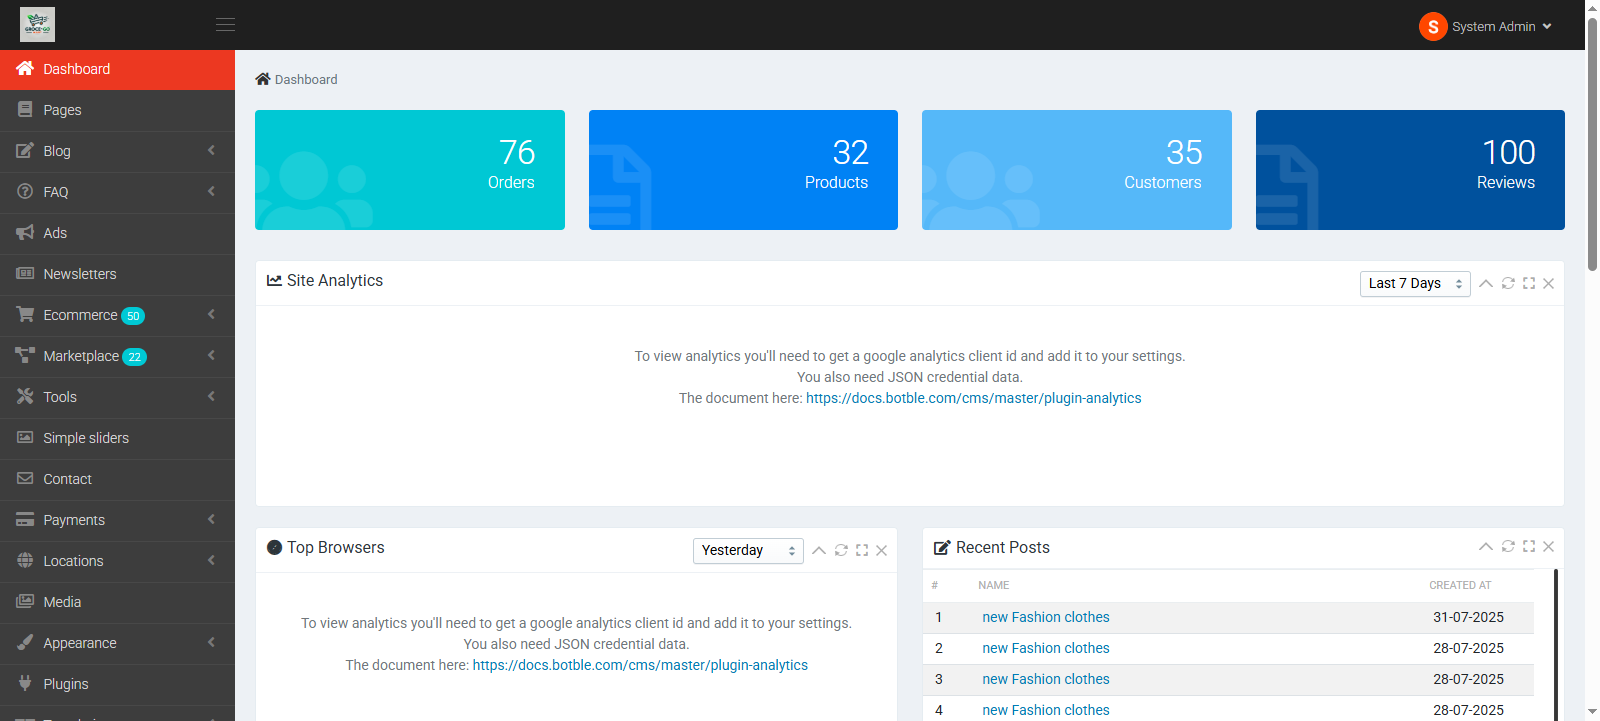 GROCE GO
S System Admin
Dashboard
Pages
Blog
FAQ
Ads
Newsletters
Ecommerce 50
Marketplace 22
Tools
Simple sliders
Contact
Payments
Locations
Media
Appearance
Plugins
Dashboard
76
Orders
32
Products
35
Customers
100
Reviews
Site Analytics
Last 7 Days
To view analytics you'll need to get a google analytics client id and add it to your settings.
You also need JSON credential data.
The document here: https://docs.botble.com/cms/master/plugin-analytics
Top Browsers
Yesterday
To view analytics you'll need to get a google analytics client id and add it to your settings.
You also need JSON credential data.
The document here: https://docs.botble.com/cms/master/plugin-analytics
Recent Posts
# NAME CREATED AT
1 new Fashion clothes 31-07-2025
2 new Fashion clothes 28-07-2025
3 new Fashion clothes 28-07-2025
4 new Fashion clothes 28-07-2025